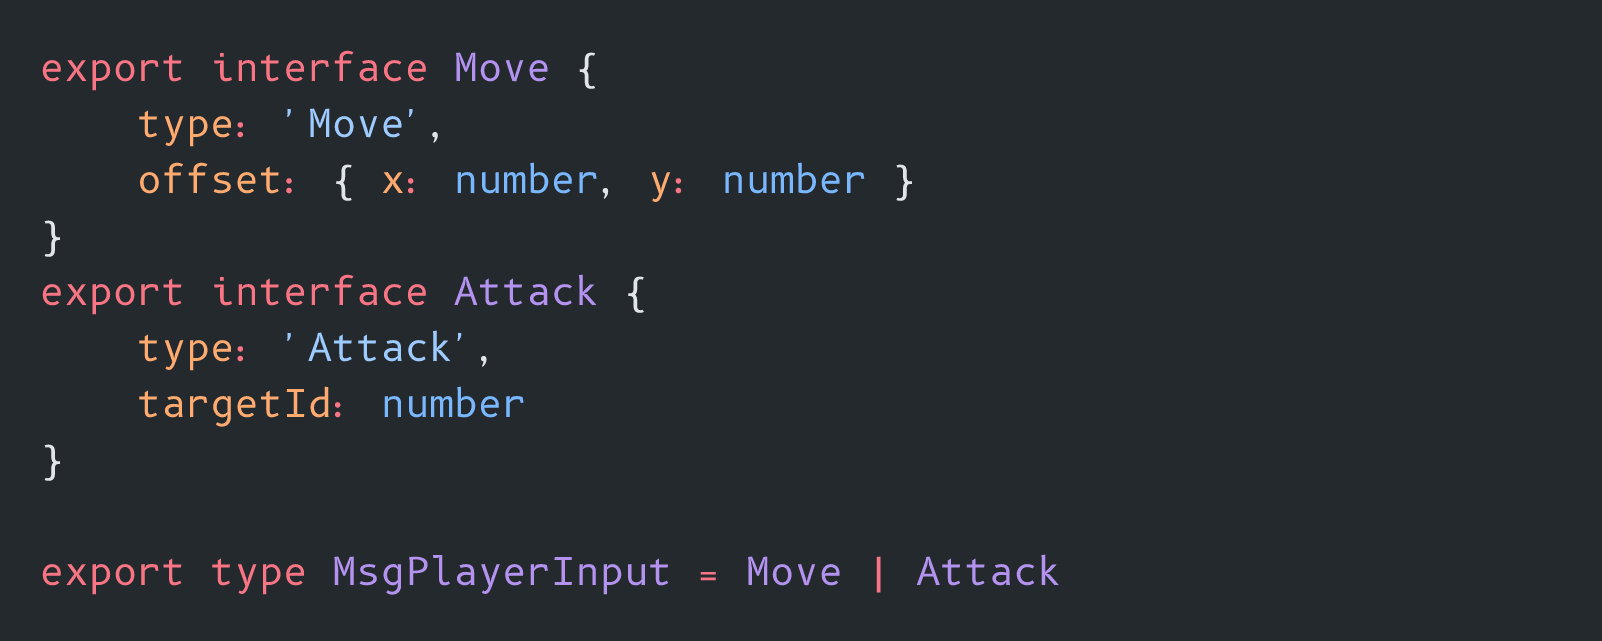 export interface Move {
    type: 'Move',
    offset: { x: number, y: number }
}
export interface Attack {
    type: 'Attack',
    targetId: number
}

export type MsgPlayerInput = Move | Attack